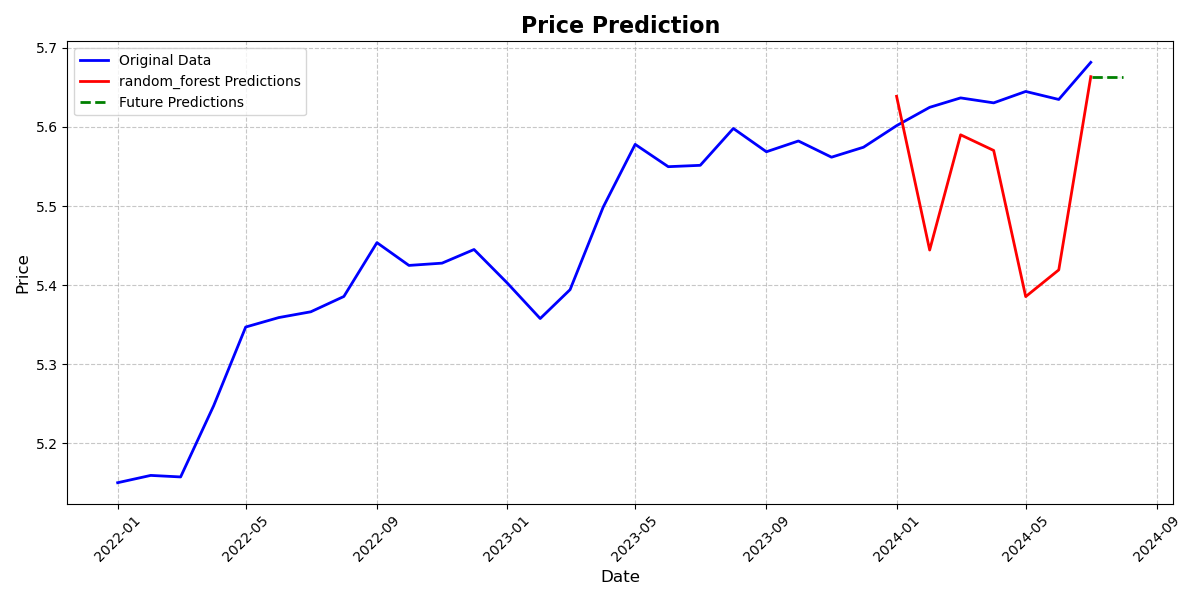 Price Prediction
Original Data
random_forest Predictions
Future Predictions
Price
5.7
5.6
5.5
5.4
5.3
5.2
2022-01
2022-05
2022-09
2023-01
2023-05
2023-09
2024-01
2024-05
2024-09
Date